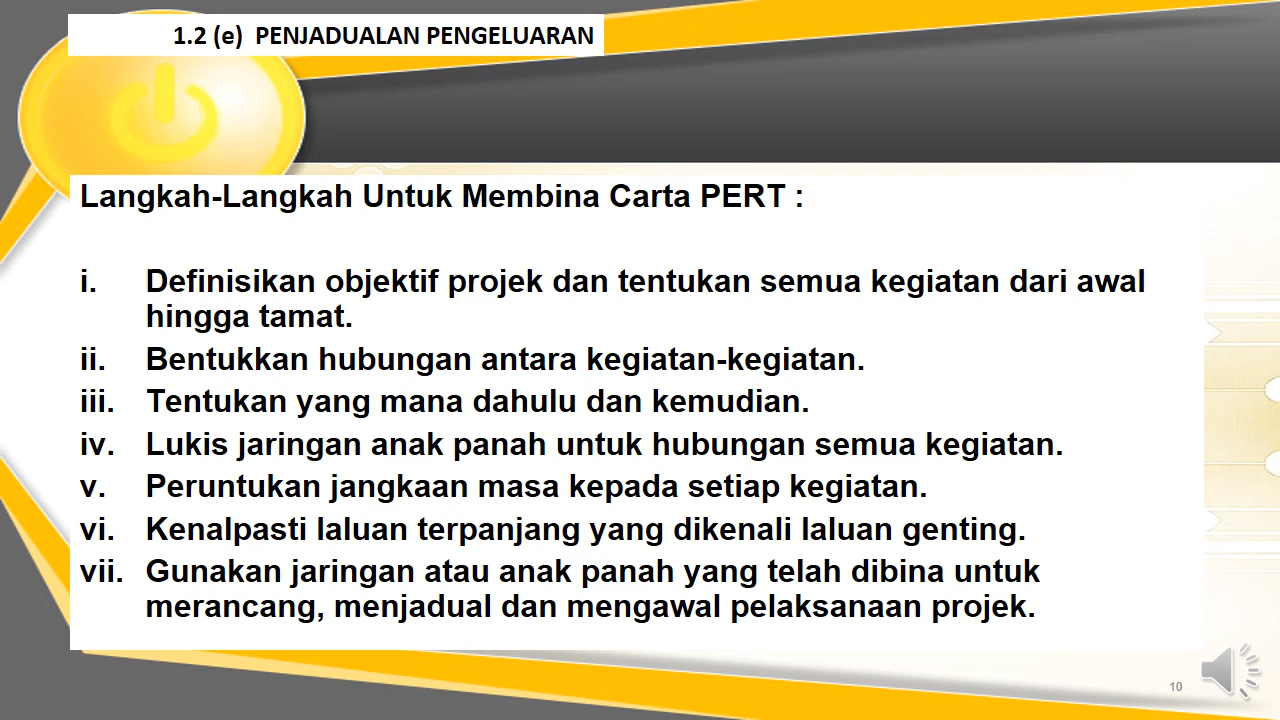 1.2 (e) PENJADUALAN PENGELUARAN
Langkah-Langkah Untuk Membina Carta PERT :
i. Definisikan objektif projek dan tentukan semua kegiatan dari awal
hingga tamat.
ii. Bentukkan hubungan antara kegiatan-kegiatan.
iii. Tentukan yang mana dahulu dan kemudian.
iv. Lukis jaringan anak panah untuk hubungan semua kegiatan.
v. Peruntukan jangkaan masa kepada setiap kegiatan.
vi. Kenalpasti laluan terpanjang yang dikenali laluan genting.
vii. Gunakan jaringan atau anak panah yang telah dibina untuk
merancang, menjadual dan mengawal pelaksanaan projek.
10